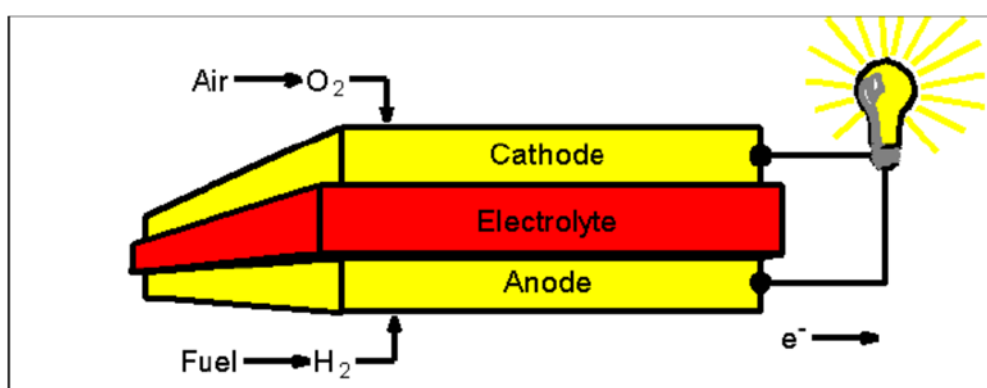 Air → O₂
Cathode
Electrolyte
Anode
Fuel → H₂
e⁻ →